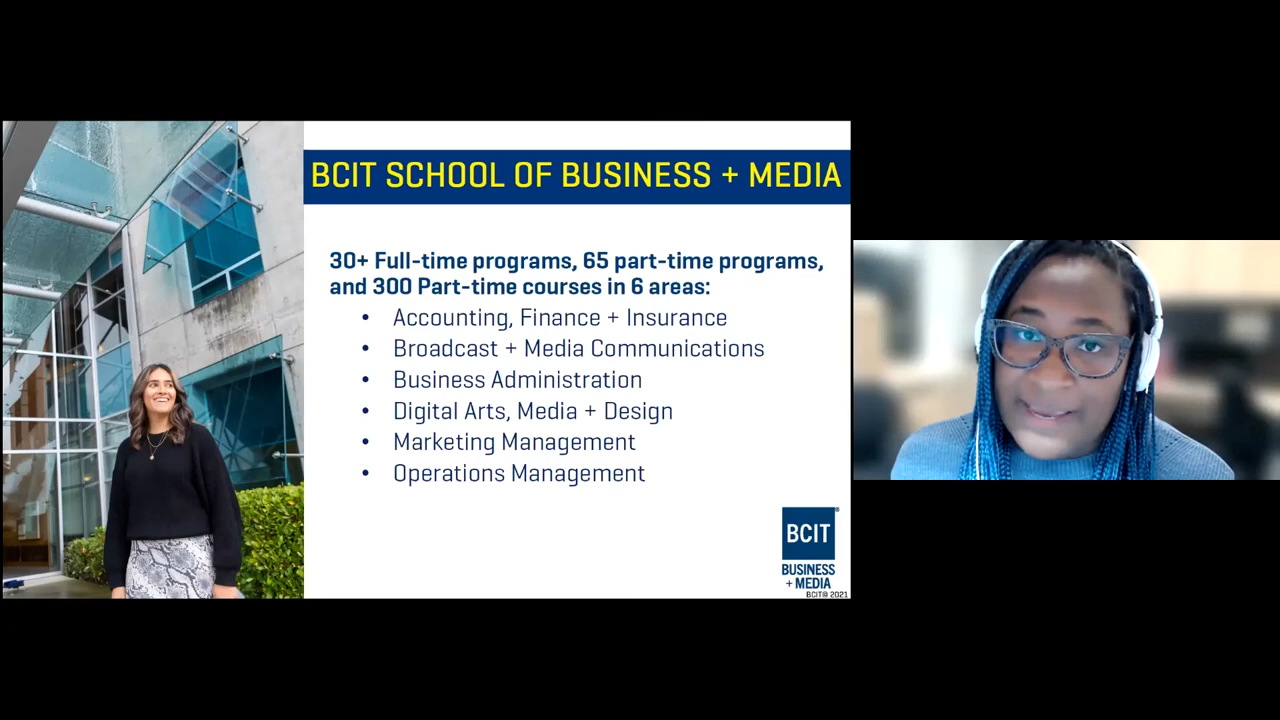 BCIT SCHOOL OF BUSINESS + MEDIA
30+ Full-time programs, 65 part-time programs,
and 300 Part-time courses in 6 areas:
• Accounting, Finance + Insurance
• Broadcast + Media Communications
• Business Administration
• Digital Arts, Media + Design
• Marketing Management
• Operations Management
BCIT®
BUSINESS
+ MEDIA
BCIT© 2021